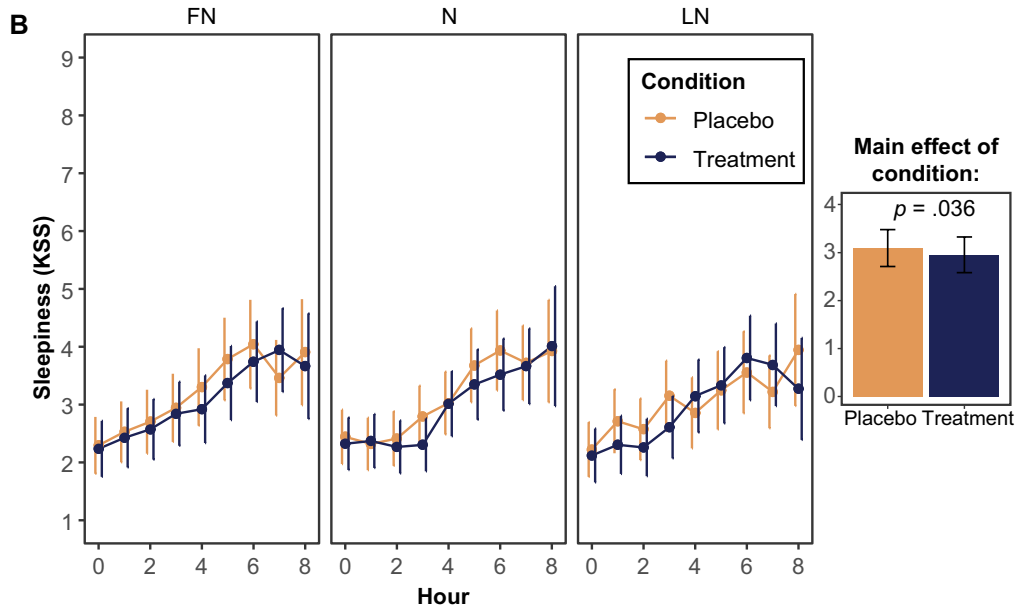 B
FN
N
LN
Sleepiness (KSS)
9
8
7
6
5
4
3
2
1
Condition
Placebo
Treatment
0 2 4 6 8
0 2 4 6 8
0 2 4 6 8
Hour
Main effect of
condition:
p = .036
4
3
2
1
0
Placebo Treatment